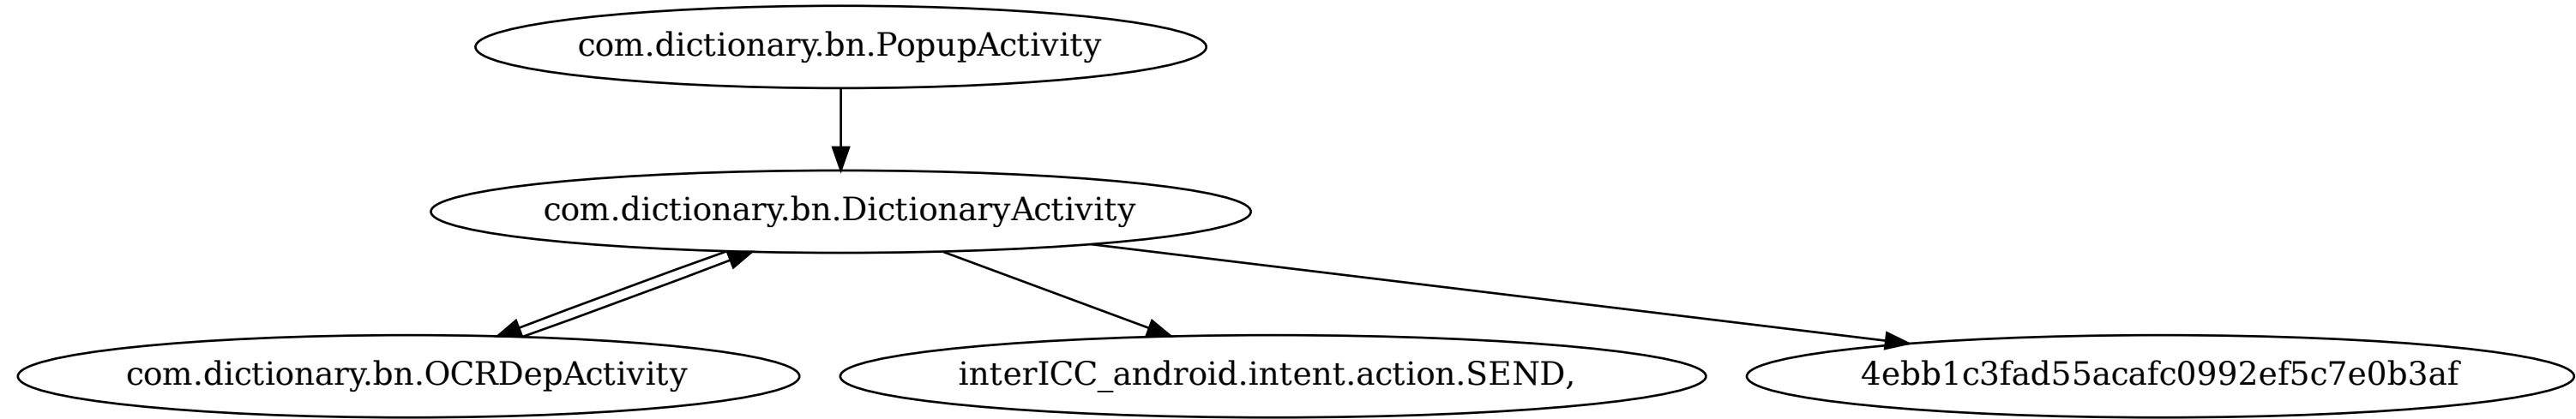 com.dictionary.bn.PopupActivity
com.dictionary.bn.DictionaryActivity
com.dictionary.bn.OCRDepActivity
interICC_android.intent.action.SEND,
4ebb1c3fad55acafc0992ef5c7e0b3af